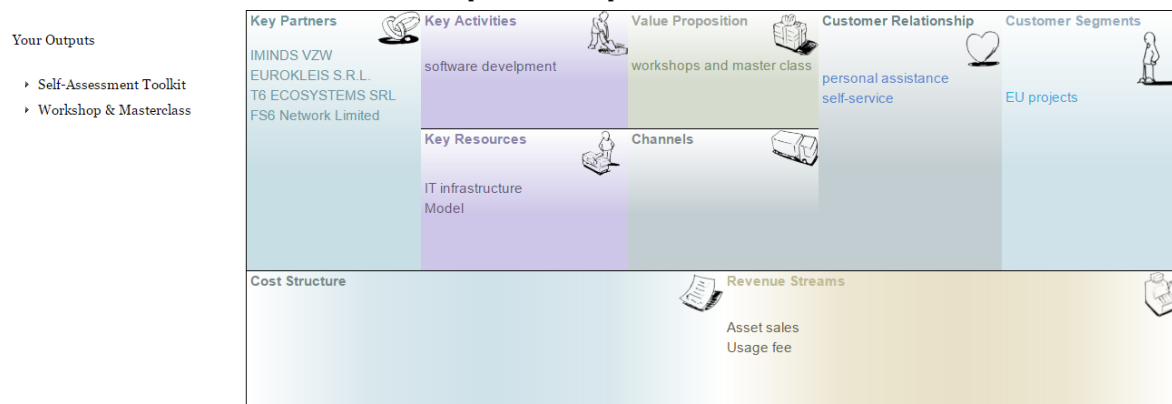 Your Outputs
Self-Assessment Toolkit
Workshop & Masterclass
Key Partners
IMINDS VZW
EUROKLEIS S.R.L.
T6 ECOSYSTEMS SRL
FS6 Network Limited
Key Activities
software develpment
Key Resources
IT infrastructure
Model
Value Proposition
workshops and master class
Channels
Customer Relationship
personal assistance
self-service
Customer Segments
EU projects
Cost Structure
Revenue Streams
Asset sales
Usage fee